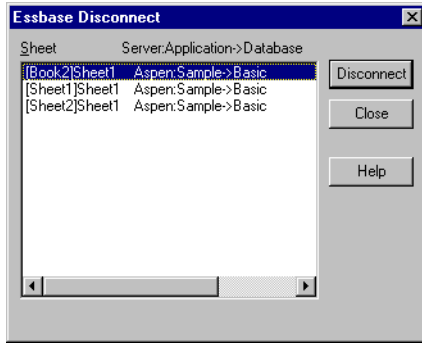 Essbase Disconnect
Sheet Server:Application->Database
[Book2]Sheet1 Aspen:Sample->Basic
[Sheet1]Sheet1 Aspen:Sample->Basic
[Sheet2]Sheet1 Aspen:Sample->Basic
Disconnect
Close
Help